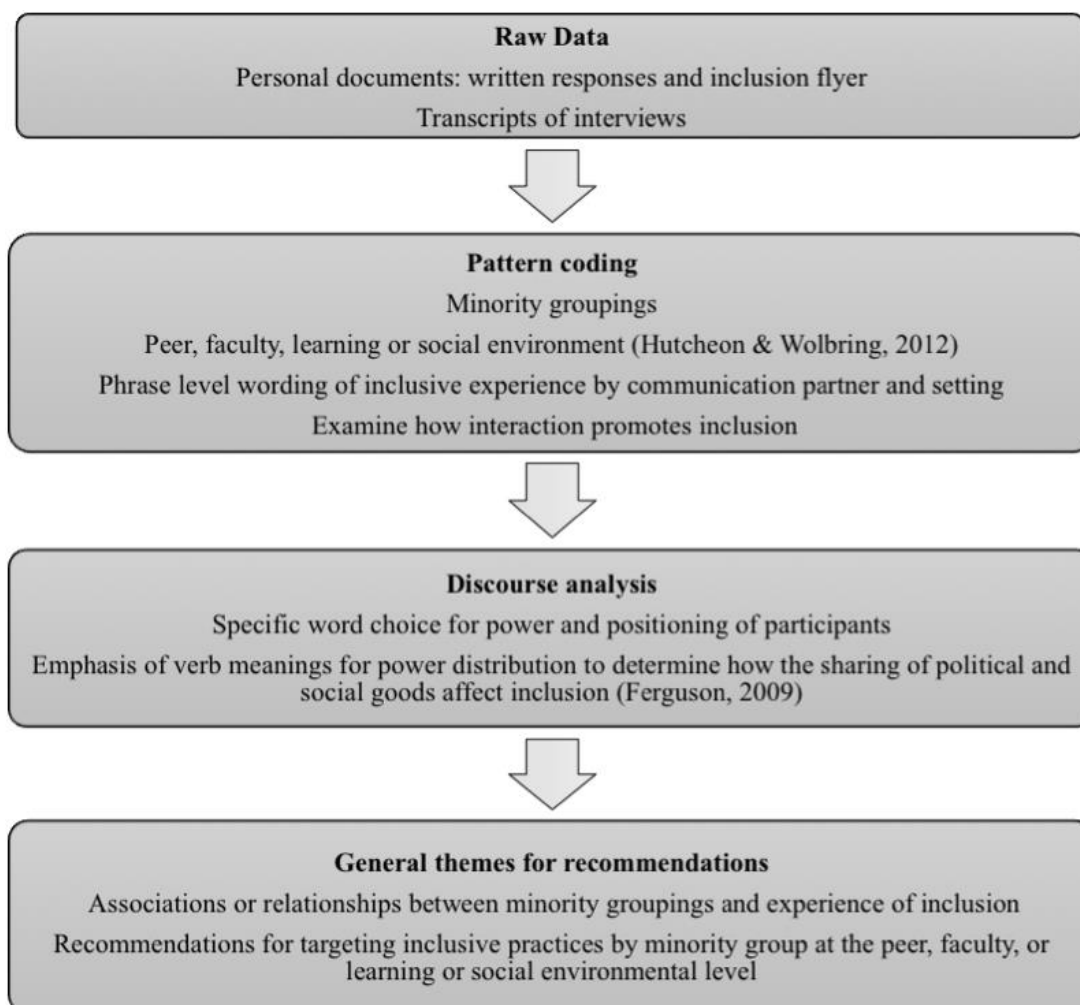 Raw Data
Personal documents: written responses and inclusion flyer
Transcripts of interviews
Pattern coding
Minority groupings
Peer, faculty, learning or social environment (Hutcheon & Wolbring, 2012)
Phrase level wording of inclusive experience by communication partner and setting
Examine how interaction promotes inclusion
Discourse analysis
Specific word choice for power and positioning of participants
Emphasis of verb meanings for power distribution to determine how the sharing of political and
social goods affect inclusion (Ferguson, 2009)
General themes for recommendations
Associations or relationships between minority groupings and experience of inclusion
Recommendations for targeting inclusive practices by minority group at the peer, faculty, or
learning or social environmental level